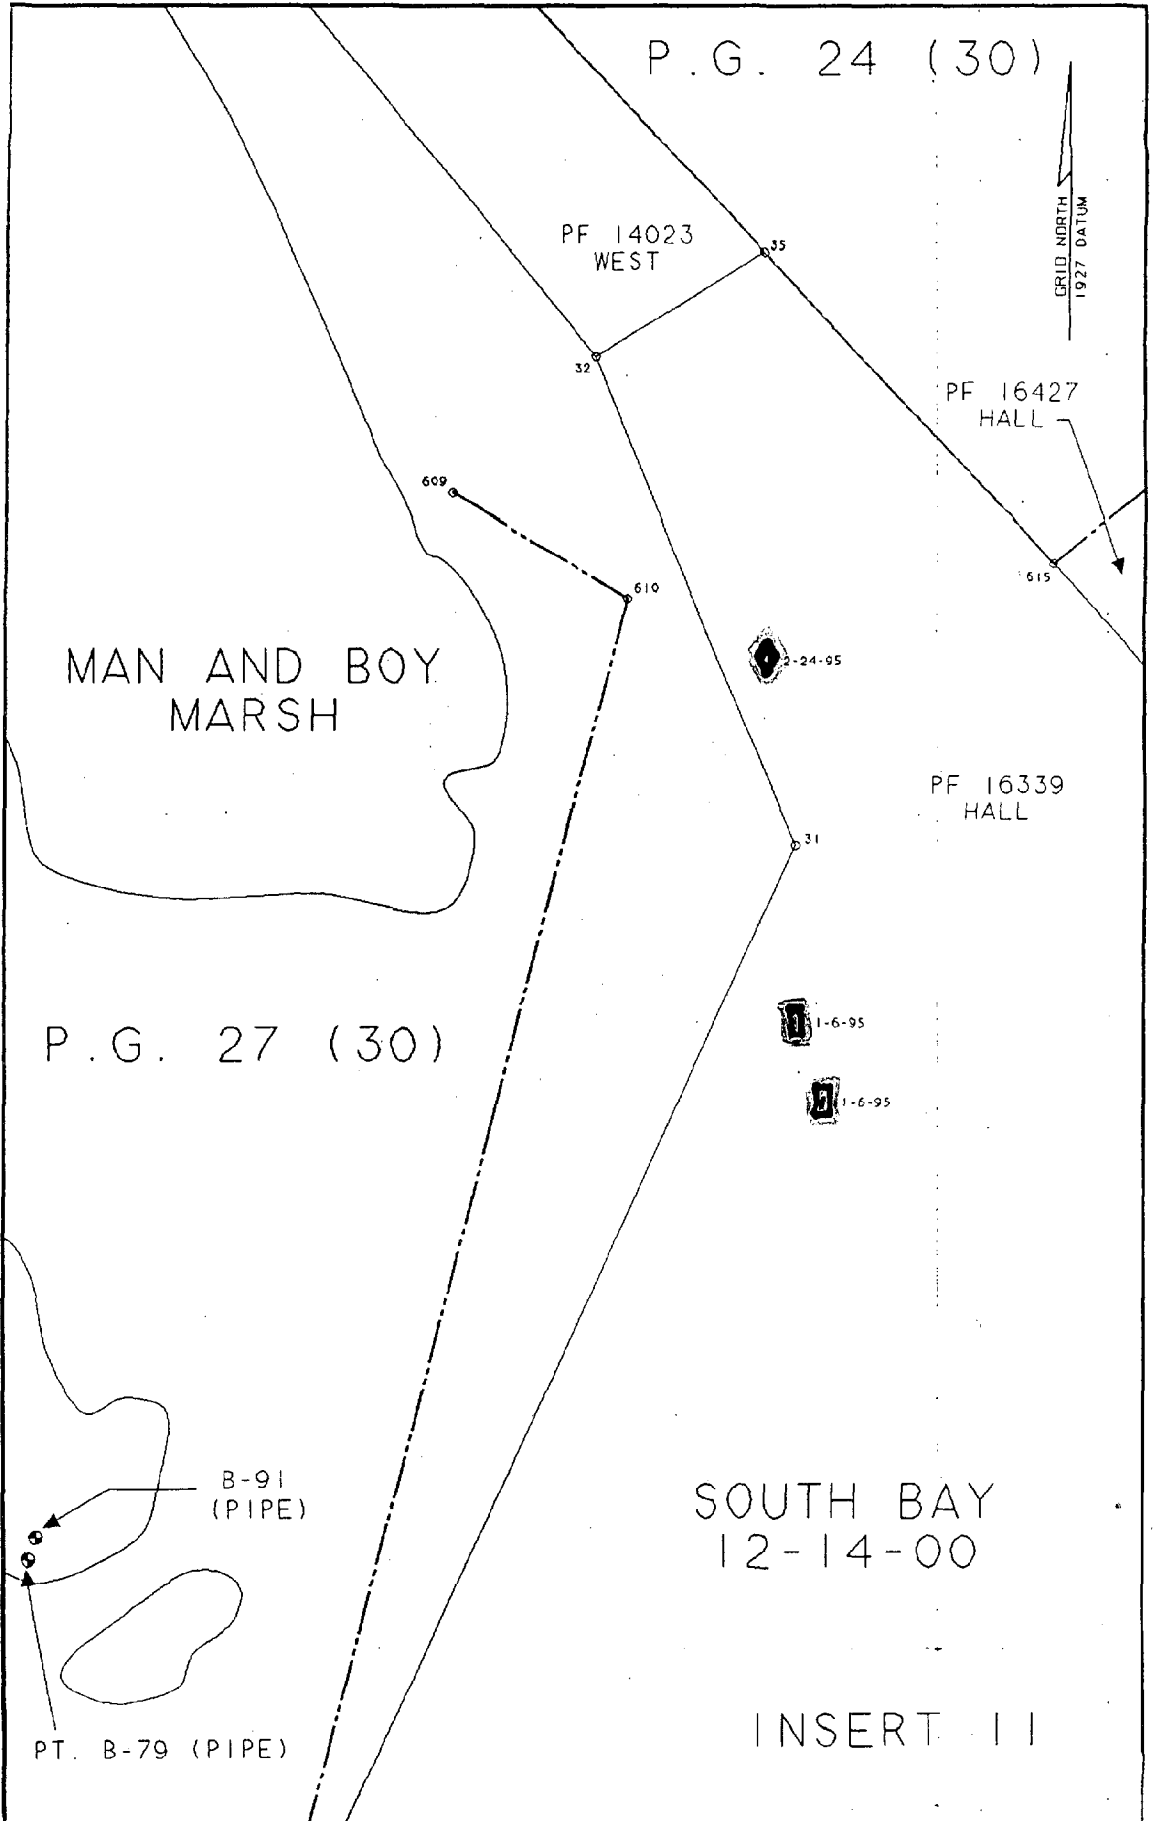 P.G. 24 (30)
GRID NORTH
1927 DATUM
PF 14023
WEST
35
32
PF 16427
HALL
609
610
615
MAN AND BOY
MARSH
2-24-95
PF 16339
HALL
31
P.G. 27 (30)
1-6-95
1-6-95
B-91
(PIPE)
SOUTH BAY
12-14-00
PT. B-79 (PIPE)
INSERT 11